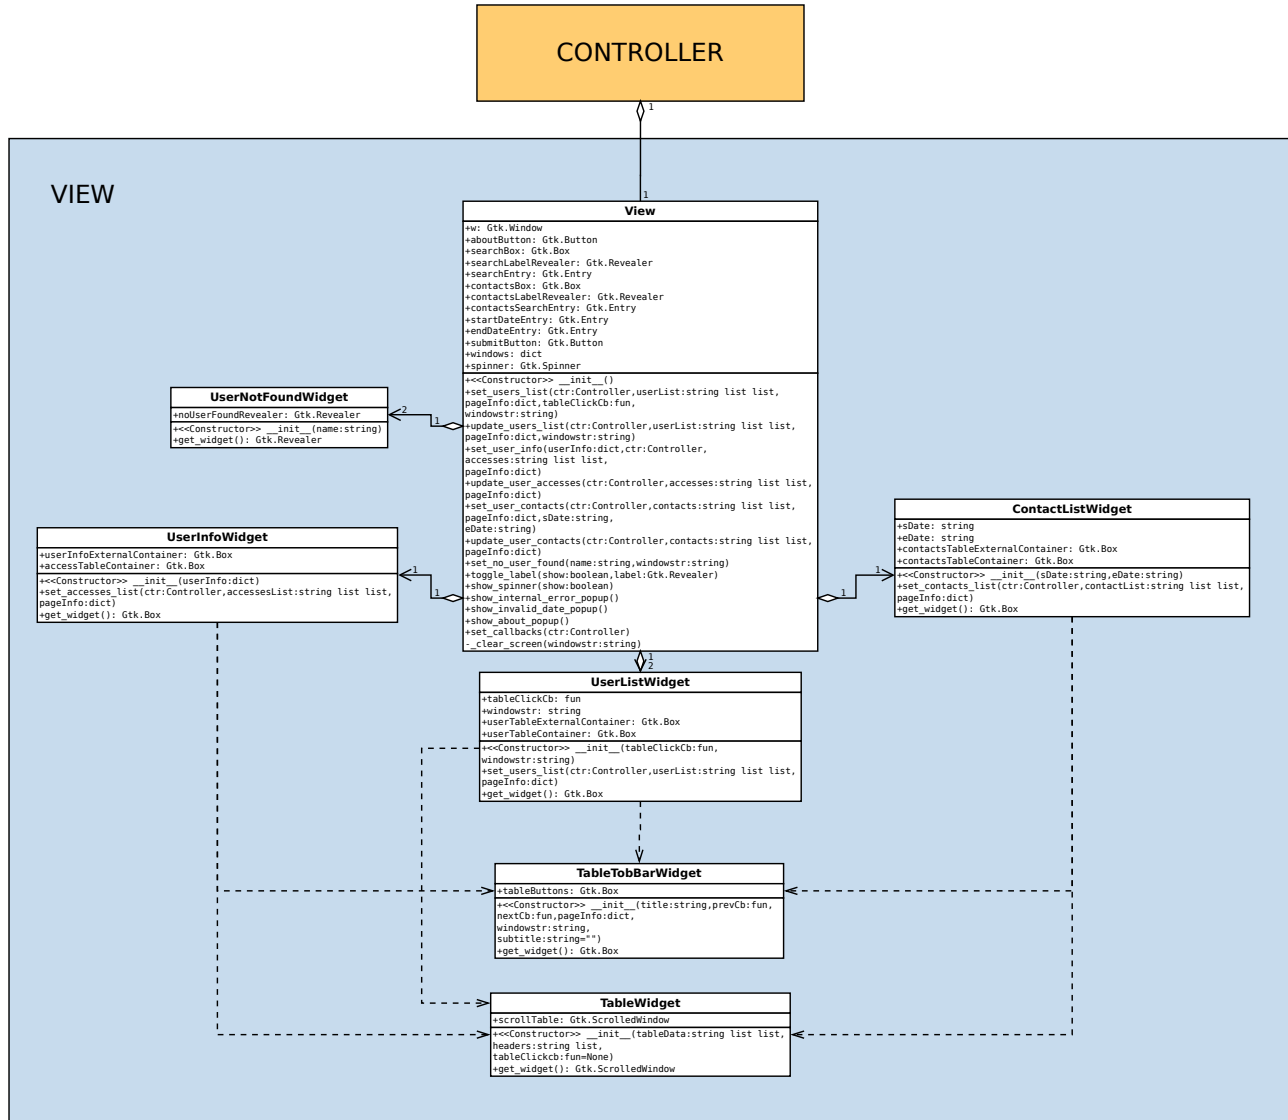 CONTROLLER
1
VIEW
1
View
+w: Gtk.Window
+aboutButton: Gtk.Button
+searchBox: Gtk.Box
+searchLabelRevealer: Gtk.Revealer
+searchEntry: Gtk.Entry
+contactsBox: Gtk.Box
+contactsLabelRevealer: Gtk.Revealer
+contactsSearchEntry: Gtk.Entry
+startDateEntry: Gtk.Entry
+endDateEntry: Gtk.Entry
+submitButton: Gtk.Button
+windows: dict
+spinner: Gtk.Spinner
+<<Constructor>> __init__()
+set_users_list(ctr:Controller,userList:string list list,
pageInfo:dict,tableClickCb:fun,
windowstr:string)
+update_users_list(ctr:Controller,userList:string list list,
pageInfo:dict,windowstr:string)
+set_user_info(userInfo:dict,ctr:Controller,
accesses:string list list,
pageInfo:dict)
+update_user_accesses(ctr:Controller,accesses:string list list,
pageInfo:dict)
+set_user_contacts(ctr:Controller,contacts:string list list,
pageInfo:dict,sDate:string,
eDate:string)
+update_user_contacts(ctr:Controller,contacts:string list list,
pageInfo:dict)
+set_no_user_found(name:string,windowstr:string)
+toggle_label(show:boolean,label:Gtk.Revealer)
+show_spinner(show:boolean)
+show_internal_error_popup()
+show_invalid_date_popup()
+show_about_popup()
+set_callbacks(ctr:Controller)
-_clear_screen(windowstr:string)
UserNotFoundWidget
+noUserFoundRevealer: Gtk.Revealer
+<<Constructor>> __init__(name:string)
+get_widget(): Gtk.Revealer
2
1
UserInfoWidget
+userInfoExternalContainer: Gtk.Box
+accessTableContainer: Gtk.Box
+<<Constructor>> __init__(userInfo:dict)
+set_accesses_list(ctr:Controller,accessesList:string list list,
pageInfo:dict)
+get_widget(): Gtk.Box
1
1
ContactListWidget
+sDate: string
+eDate: string
+contactsTableExternalContainer: Gtk.Box
+contactsTableContainer: Gtk.Box
+<<Constructor>> __init__(sDate:string,eDate:string)
+set_contacts_list(ctr:Controller,contactList:string list list,
pageInfo:dict)
+get_widget(): Gtk.Box
1
1
1
2
UserListWidget
+tableClickCb: fun
+windowstr: string
+userTableExternalContainer: Gtk.Box
+userTableContainer: Gtk.Box
+<<Constructor>> __init__(tableClickCb:fun,
windowstr:string)
+set_users_list(ctr:Controller,userList:string list list,
pageInfo:dict)
+get_widget(): Gtk.Box
TableTobBarWidget
+tableButtons: Gtk.Box
+<<Constructor>> __init__(title:string,prevCb:fun,
nextCb:fun,pageInfo:dict,
windowstr:string,
subtitle:string="")
+get_widget(): Gtk.Box
TableWidget
+scrollTable: Gtk.ScrolledWindow
+<<Constructor>> __init__(tableData:string list list,
headers:string list,
tableClickcb:fun=None)
+get_widget(): Gtk.ScrolledWindow